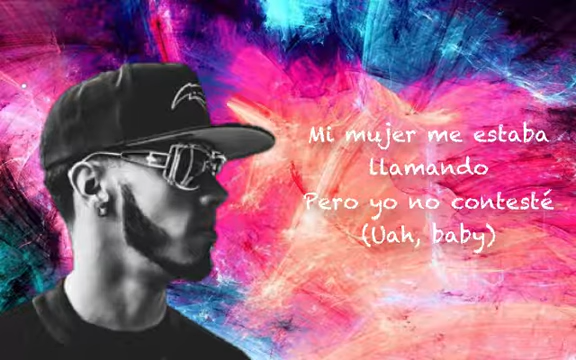 Mi mujer me estaba
llamando
Pero yo no contesté
(Uah, baby)